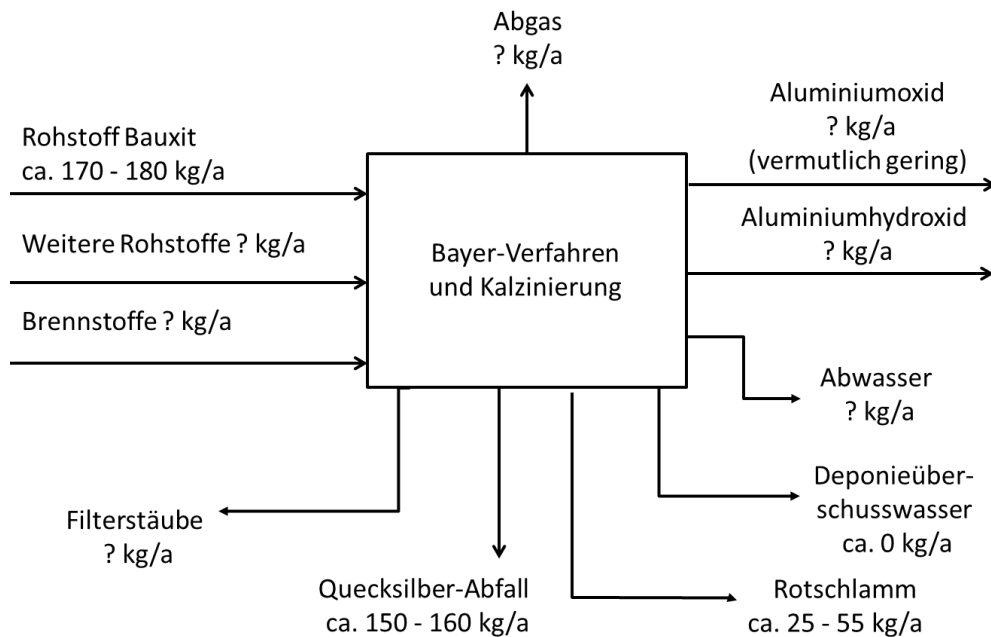 Abgas
? kg/a
Rohstoff Bauxit
ca. 170 - 180 kg/a
Weitere Rohstoffe ? kg/a
Brennstoffe ? kg/a
Bayer-Verfahren
und Kalzinierung
Aluminiumoxid
? kg/a
(vermutlich gering)
Aluminiumhydroxid
? kg/a
Abwasser
? kg/a
Deponieüber-
schusswasser
ca. 0 kg/a
Filterstäube
? kg/a
Quecksilber-Abfall
ca. 150 - 160 kg/a
Rotschlamm
ca. 25 - 55 kg/a